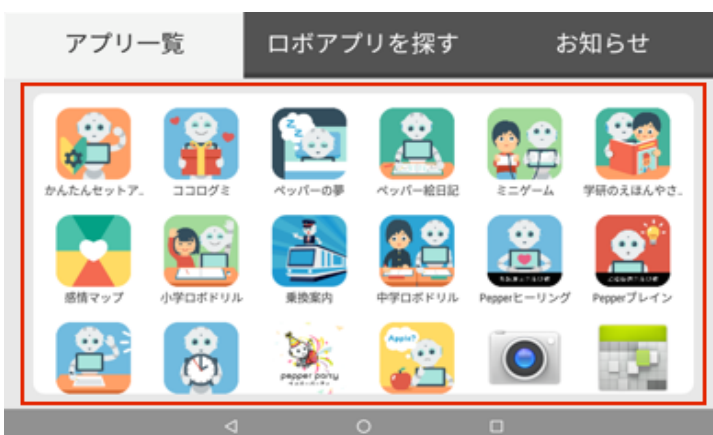 アプリ一覧
ロボアプリを探す
お知らせ
かんたんセットア..
ココログミ
ペッパーの夢
ペッパー絵日記
ミニゲーム
学研のえほんやさ..
感情マップ
小学ロボドリル
乗換案内
中学ロボドリル
Pepperヒーリング
Pepperブレイン
Apple?
pepper party